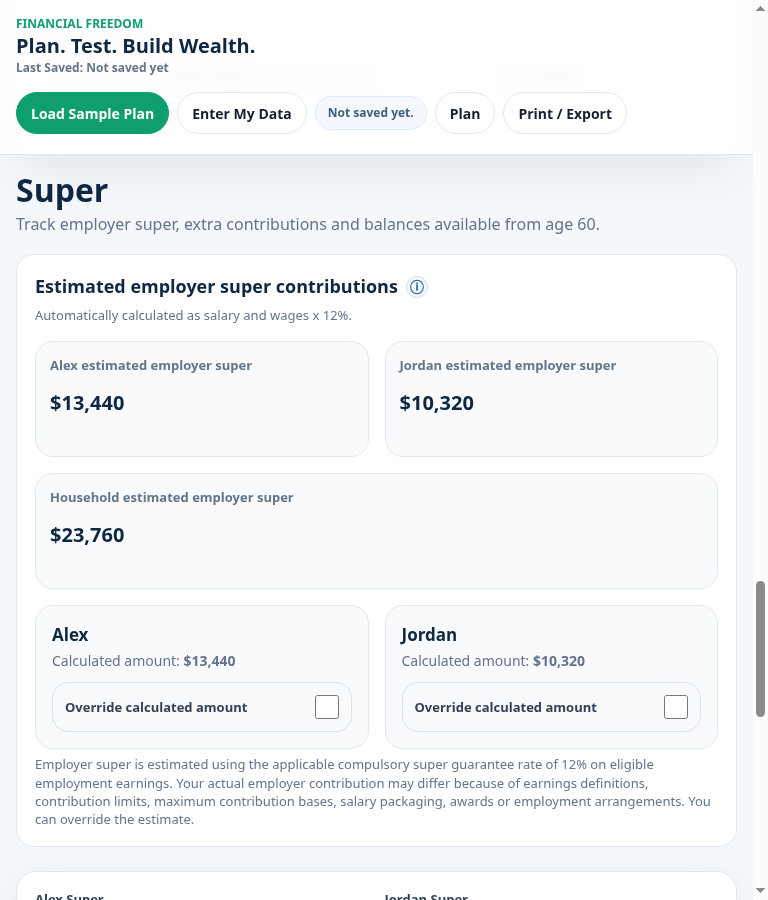 FINANCIAL FREEDOM
Plan. Test. Build Wealth.
Last Saved: Not saved yet
Load Sample Plan
Enter My Data
Not saved yet.
Plan
Print / Export
Super
Track employer super, extra contributions and balances available from age 60.
Estimated employer super contributions ⓘ
Automatically calculated as salary and wages x 12%.
Alex estimated employer super
$13,440
Jordan estimated employer super
$10,320
Household estimated employer super
$23,760
Alex
Calculated amount: $13,440
Override calculated amount
Jordan
Calculated amount: $10,320
Override calculated amount
Employer super is estimated using the applicable compulsory super guarantee rate of 12% on eligible
employment earnings. Your actual employer contribution may differ because of earnings definitions,
contribution limits, maximum contribution bases, salary packaging, awards or employment arrangements. You
can override the estimate.
Alex Super
Jordan Super